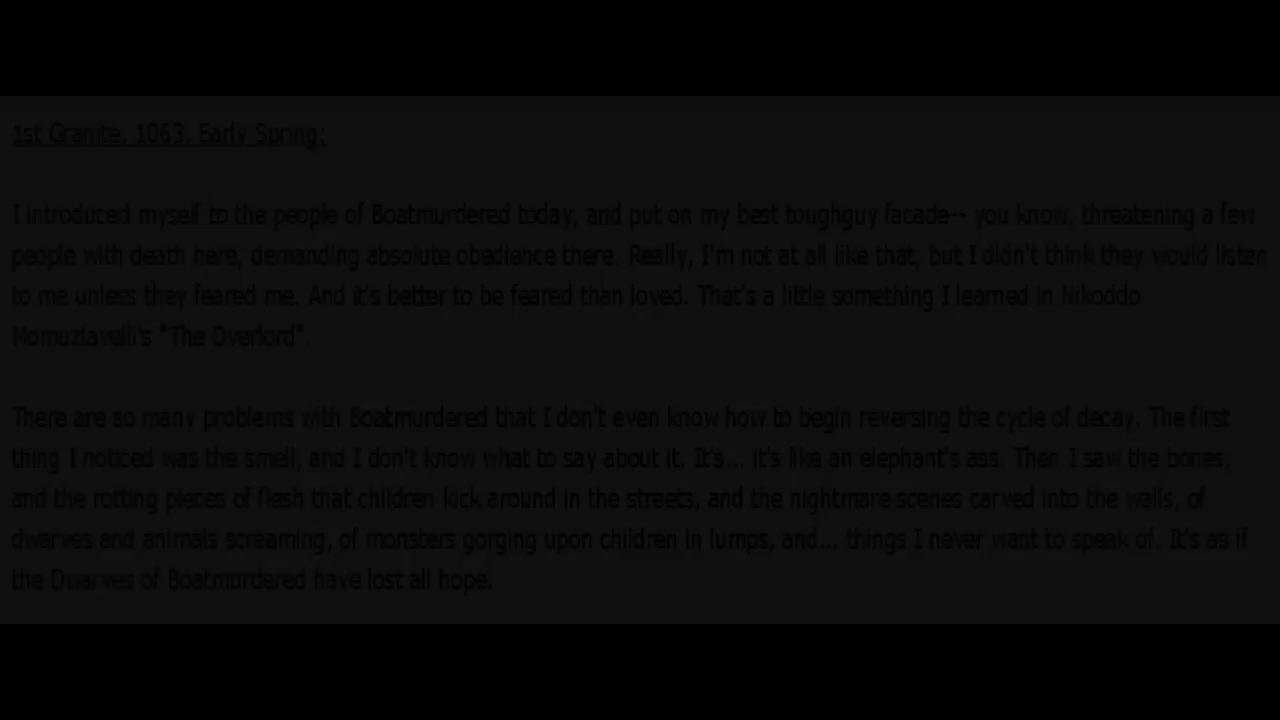 1st Granite, 1063, Early Spring:
I introduced myself to the people of Boatmurdered today, and put on my best toughguy facade-- you know, threatening a few
people with death here, demanding absolute obedience there. Really, I'm not at all like that, but I didn't think they would listen
to me unless they feared me. And it's better to be feared than loved. That's a little something I learned in Nikoddo
Momuzlavelli's "The Overlord".
There are so many problems with Boatmurdered that I don't even know how to begin reversing the cycle of decay. The first
thing I noticed was the smell, and I don't know what to say about it. It's... it's like an elephant's ass. Then I saw the bones,
and the rotting pieces of flesh that children kick around in the streets, and the nightmare scenes carved into the walls, of
dwarves and animals screaming, of monsters gorging upon children in lumps, and... things I never want to speak of. It's as if
the Dwarves of Boatmurdered have lost all hope.